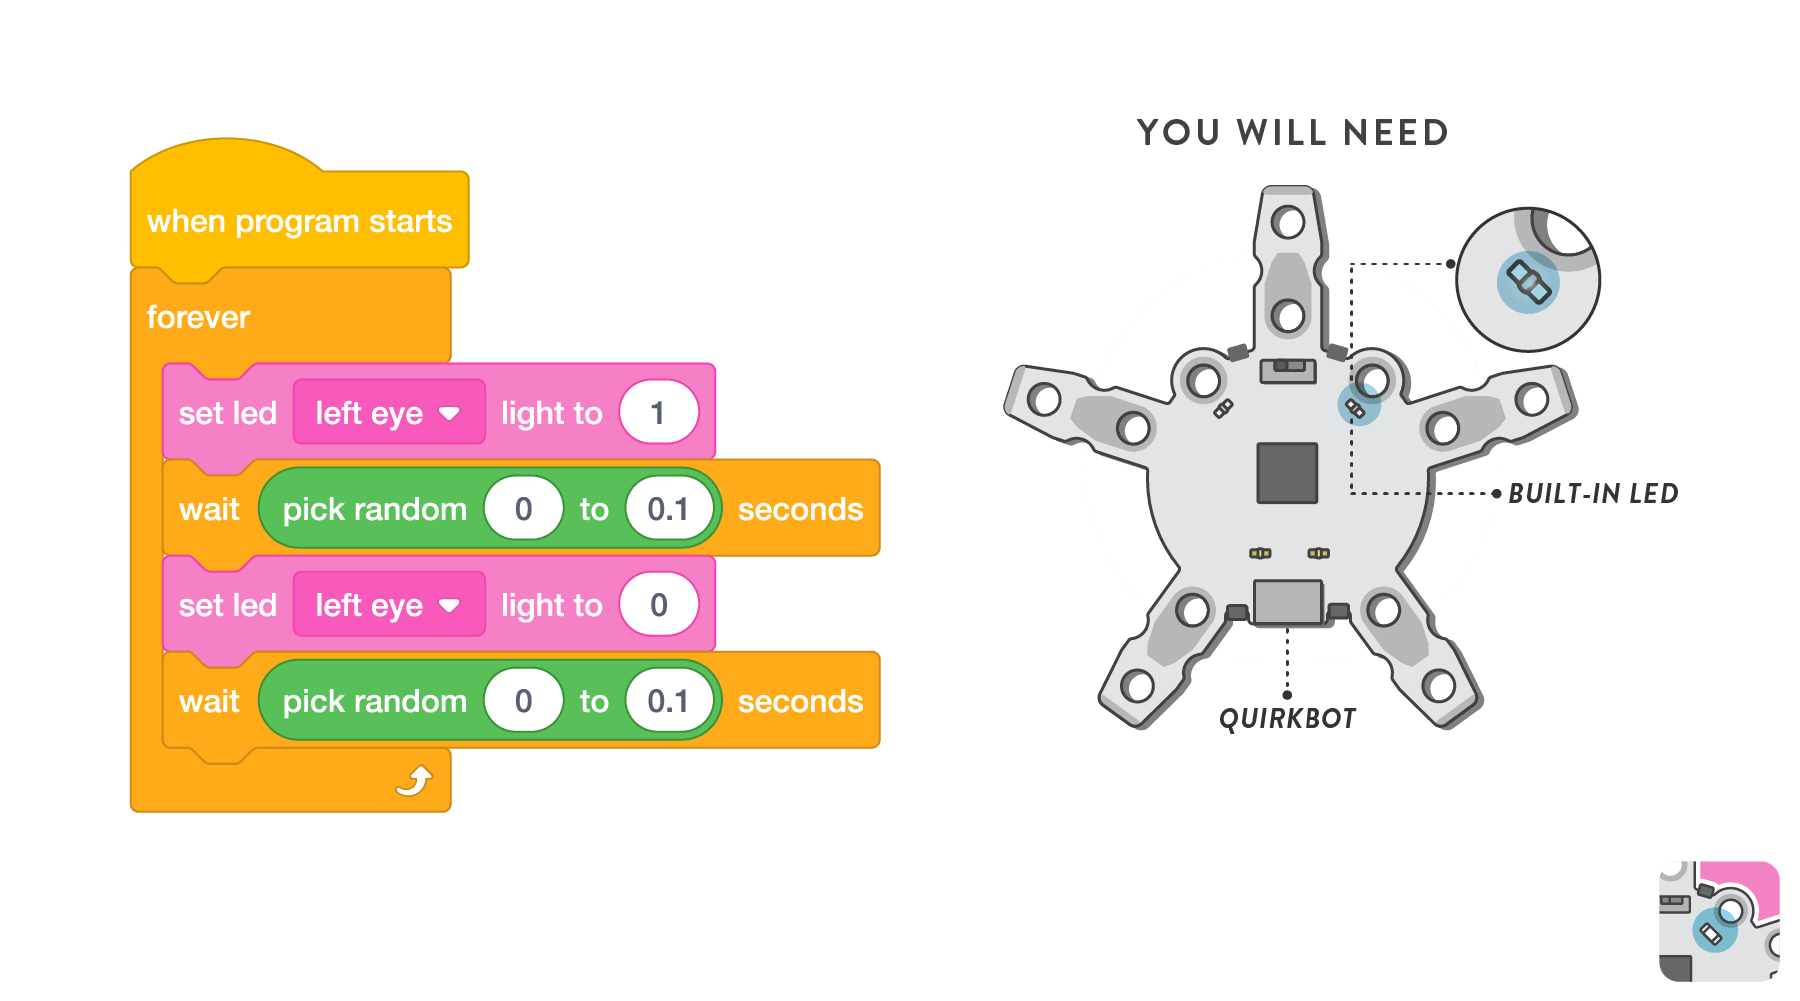 when program starts
forever
set led left eye light to 1
wait pick random 0 to 0.1 seconds
set led left eye light to 0
wait pick random 0 to 0.1 seconds
YOU WILL NEED
BUILT-IN LED
QUIRKBOT